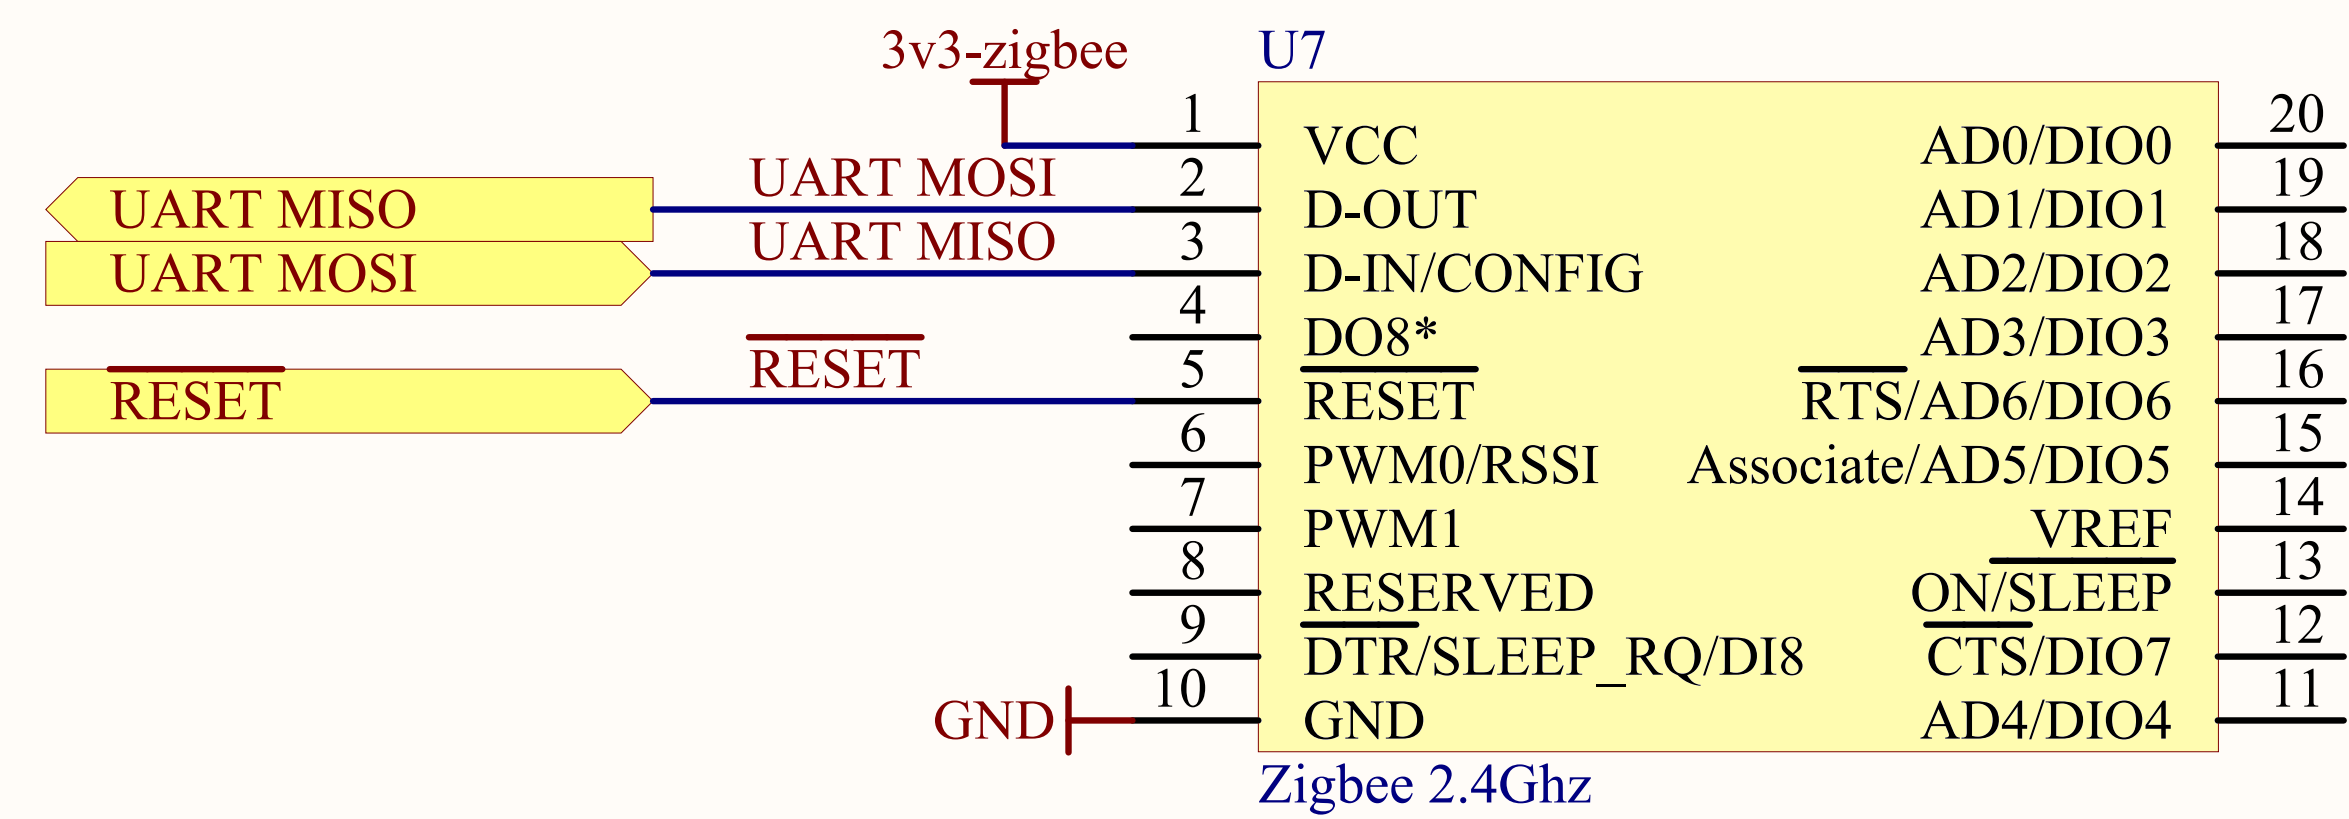 3v3-zigbee
U7
1 VCC AD0/DIO0 20
UART MISO UART MOSI 2 D-OUT AD1/DIO1 19
UART MOSI UART MISO 3 D-IN/CONFIG AD2/DIO2 18
4 DO8* AD3/DIO3 17
RESET RESET 5 RESET RTS/AD6/DIO6 16
6 PWM0/RSSI Associate/AD5/DIO5 15
7 PWM1 VREF 14
8 RESERVED ON/SLEEP 13
9 DTR/SLEEP_RQ/DI8 CTS/DIO7 12
GND 10 GND AD4/DIO4 11
Zigbee 2.4Ghz